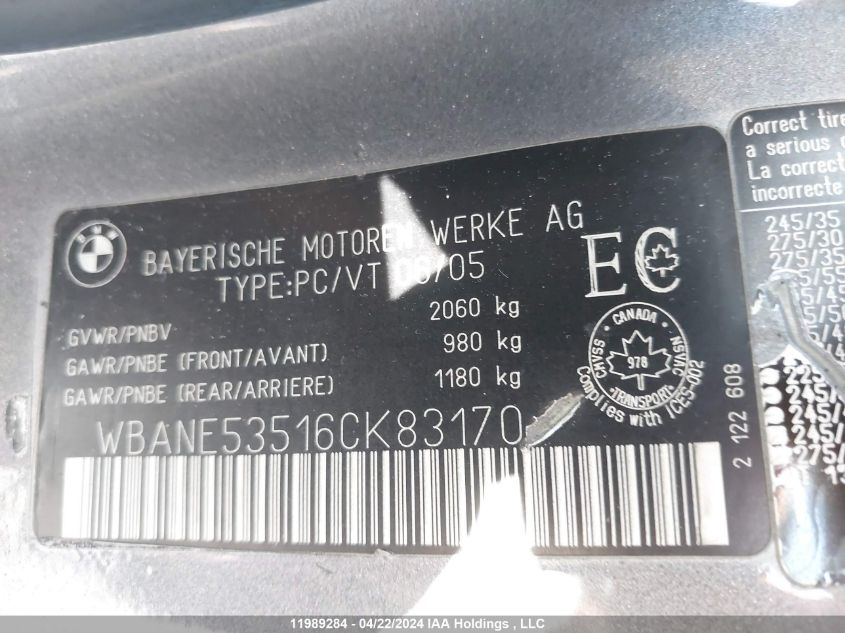 BMW
BAYERISCHE MOTOREN WERKE AG
TYPE:PC/VT 06/05
EC
GVWR/PNBV 2060 kg
GAWR/PNBE (FRONT/AVANT) 980 kg
GAWR/PNBE (REAR/ARRIERE) 1180 kg
WBANE53516CK83170
CANADA
CMVSS 978 NSVAC
TRANSPORT
Complies with ICES-002
2 122 608
Correct tire
a serious
La correct
incorrecte
245/35
275/30
275/35
11989284 - 04/22/2024 IAA Holdings , LLC